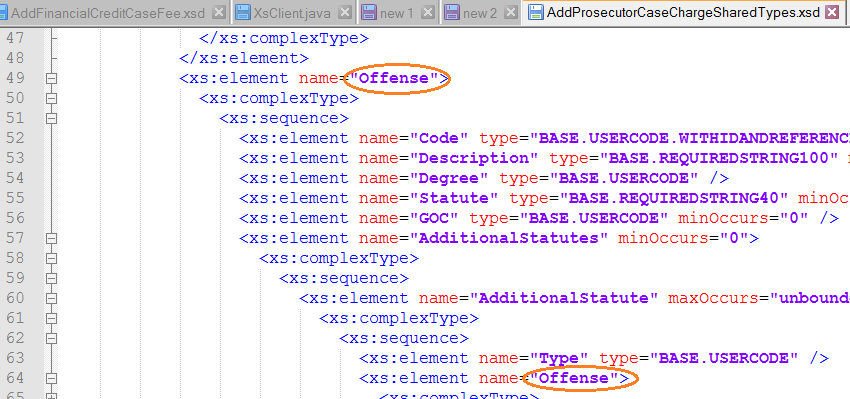 AddFinancialCreditCaseFee.xsd XsClient.java new 1 new 2 AddProsecutorCaseChargeSharedTypes.xsd
47 </xs:complexType>
48 </xs:element>
49 <xs:element name="Offense">
50 <xs:complexType>
51 <xs:sequence>
52 <xs:element name="Code" type="BASE.USERCODE.WITHIDANDREFERENC
53 <xs:element name="Description" type="BASE.REQUIREDSTRING100"
54 <xs:element name="Degree" type="BASE.USERCODE" />
55 <xs:element name="Statute" type="BASE.REQUIREDSTRING40" minOc
56 <xs:element name="GOC" type="BASE.USERCODE" minOccurs="0" />
57 <xs:element name="AdditionalStatutes" minOccurs="0">
58 <xs:complexType>
59 <xs:sequence>
60 <xs:element name="AdditionalStatute" maxOccurs="unbound
61 <xs:complexType>
62 <xs:sequence>
63 <xs:element name="Type" type="BASE.USERCODE" />
64 <xs:element name="Offense">
65 <xs:complexType>